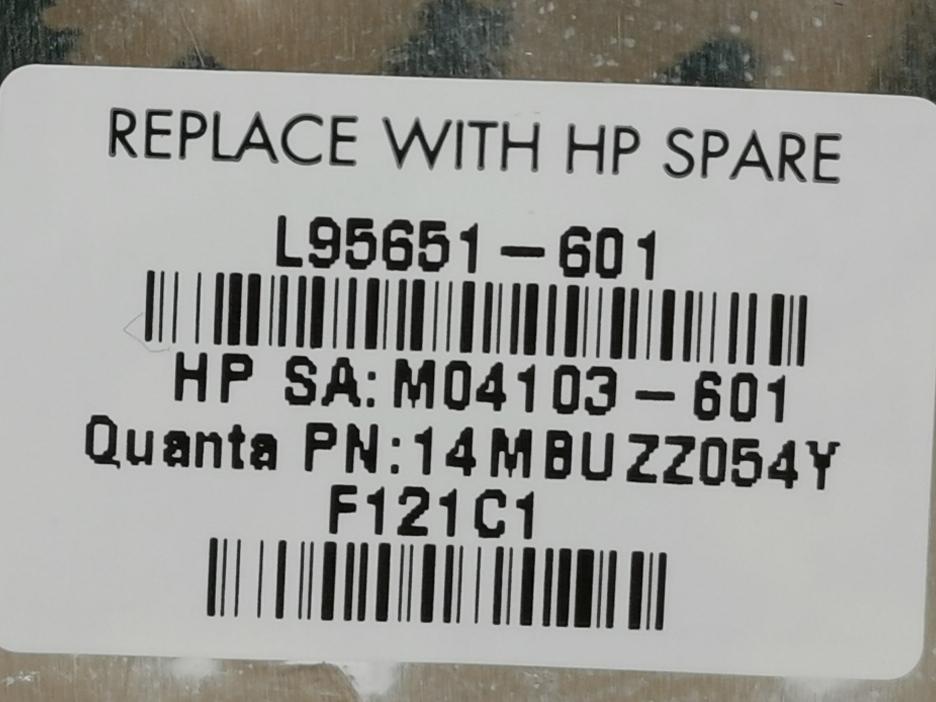 REPLACE WITH HP SPARE
L95651-601
HP SA:M04103-601
Quanta PN:14MBUZZ054Y
F121C1